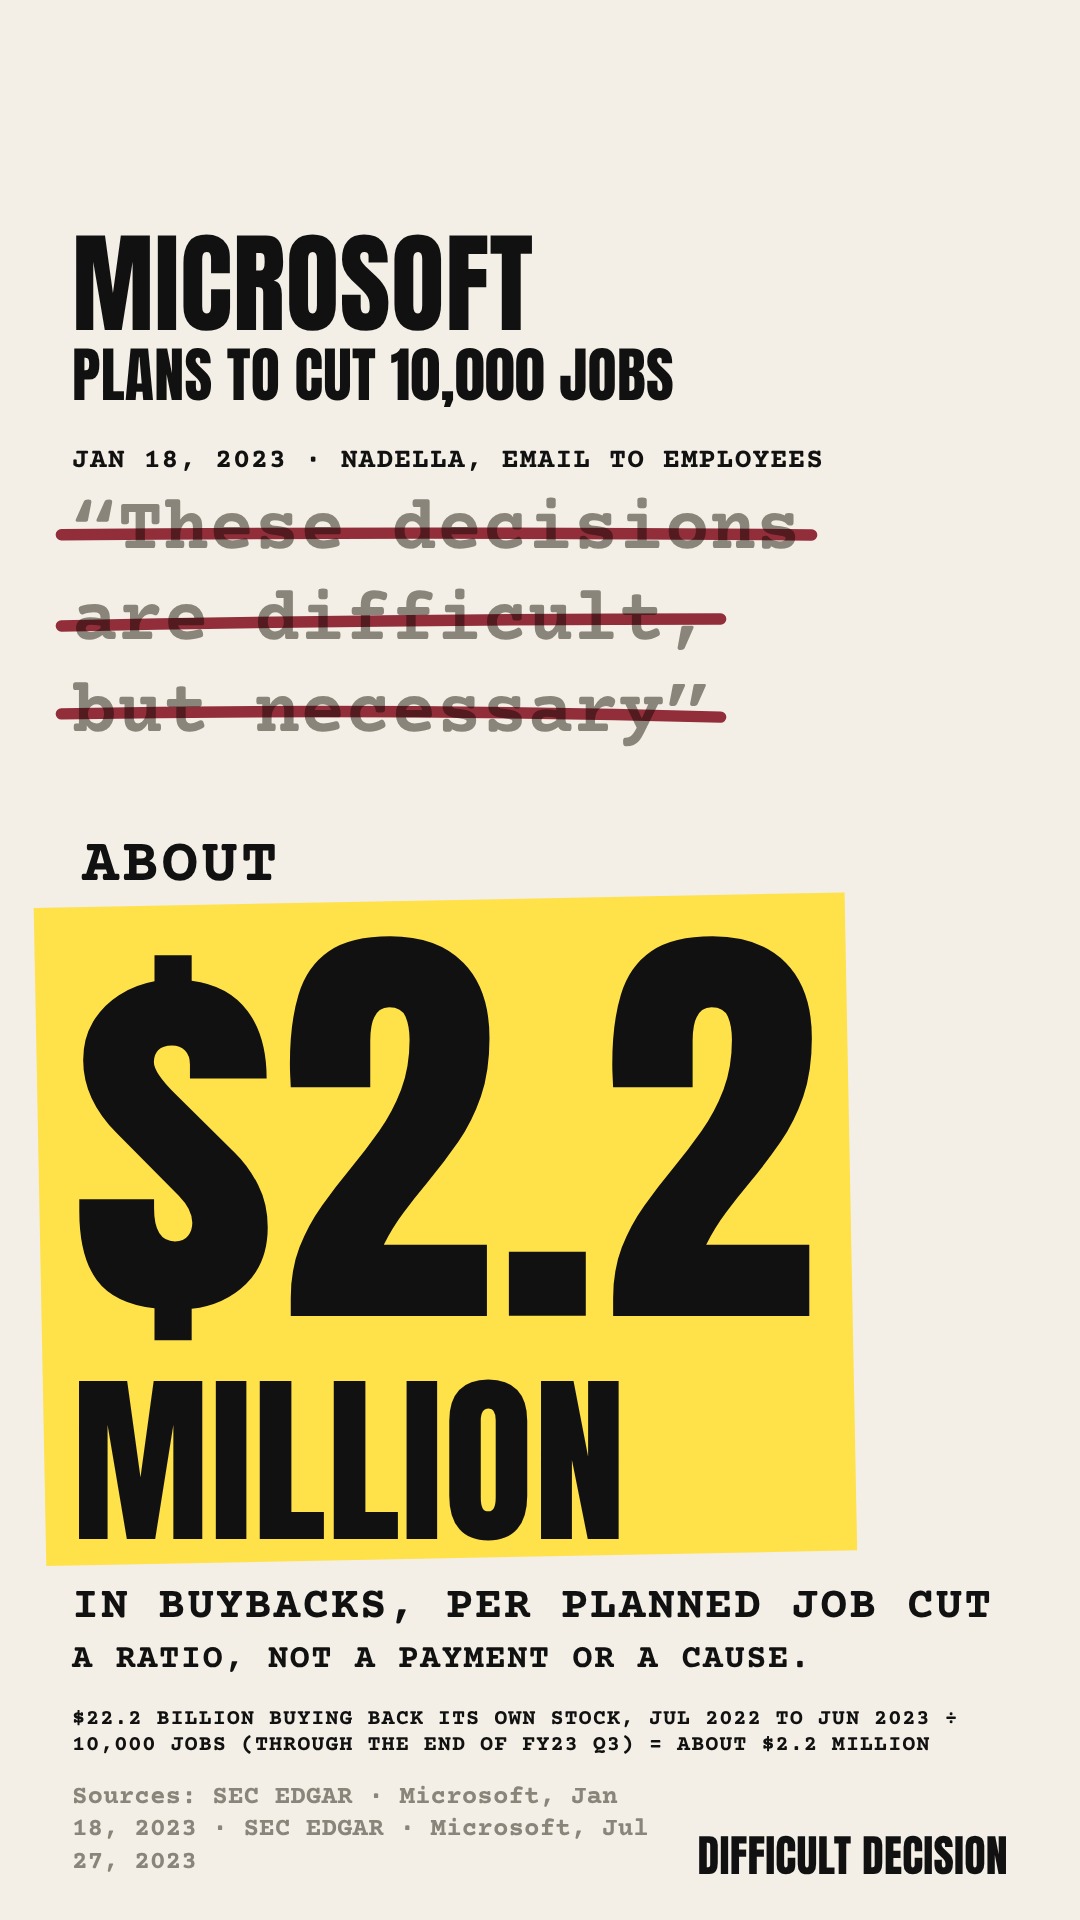 MICROSOFT
PLANS TO CUT 10,000 JOBS
JAN 18, 2023 · NADELLA, EMAIL TO EMPLOYEES
“These decisions
are difficult,
but necessary”
ABOUT
$2.2
MILLION
IN BUYBACKS, PER PLANNED JOB CUT
A RATIO, NOT A PAYMENT OR A CAUSE.
$22.2 BILLION BUYING BACK ITS OWN STOCK, JUL 2022 TO JUN 2023 ÷
10,000 JOBS (THROUGH THE END OF FY23 Q3) = ABOUT $2.2 MILLION
Sources: SEC EDGAR · Microsoft, Jan
18, 2023 · SEC EDGAR · Microsoft, Jul
27, 2023
DIFFICULT DECISION